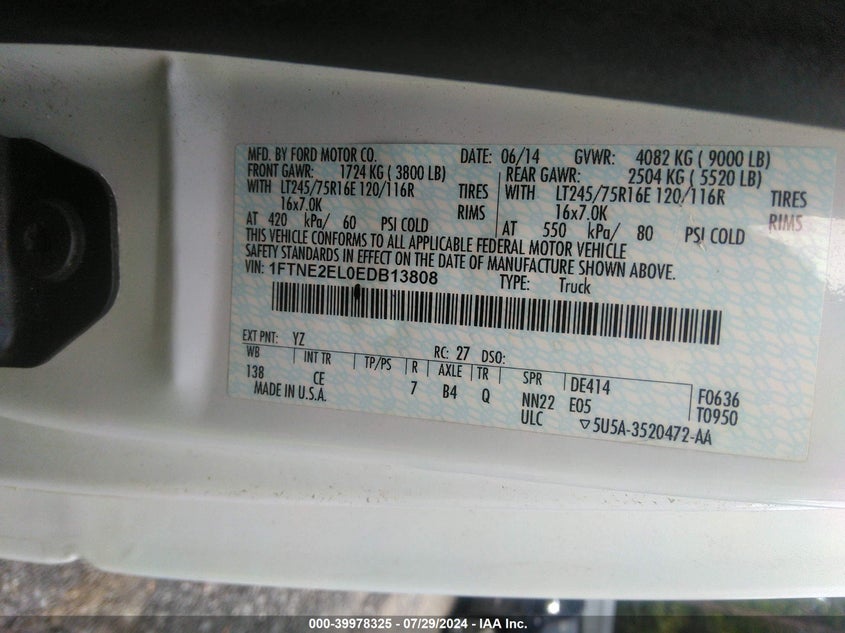 MFD. BY FORD MOTOR CO. DATE: 06/14 GVWR: 4082 KG ( 9000 LB)
FRONT GAWR: 1724 KG ( 3800 LB) REAR GAWR: 2504 KG ( 5520 LB)
WITH LT245/75R16E 120/116R TIRES WITH LT245/75R16E 120/116R TIRES
16x7.0K RIMS 16x7.0K RIMS
AT 420 kPa/ 60 PSI COLD AT 550 kPa/ 80 PSI COLD
THIS VEHICLE CONFORMS TO ALL APPLICABLE FEDERAL MOTOR VEHICLE
SAFETY STANDARDS IN EFFECT ON THE DATE OF MANUFACTURE SHOWN ABOVE.
VIN: 1FTNE2EL0EDB13808 TYPE: Truck
EXT PNT: YZ RC: 27 DSO:
WB INT TR TP/PS R AXLE TR SPR DE414 F0636
138 CE 7 B4 Q NN22 E05 T0950
MADE IN U.S.A. ULC ▽5U5A-3520472-AA
000-39978325 / 07/29/2024 - IAA Inc.